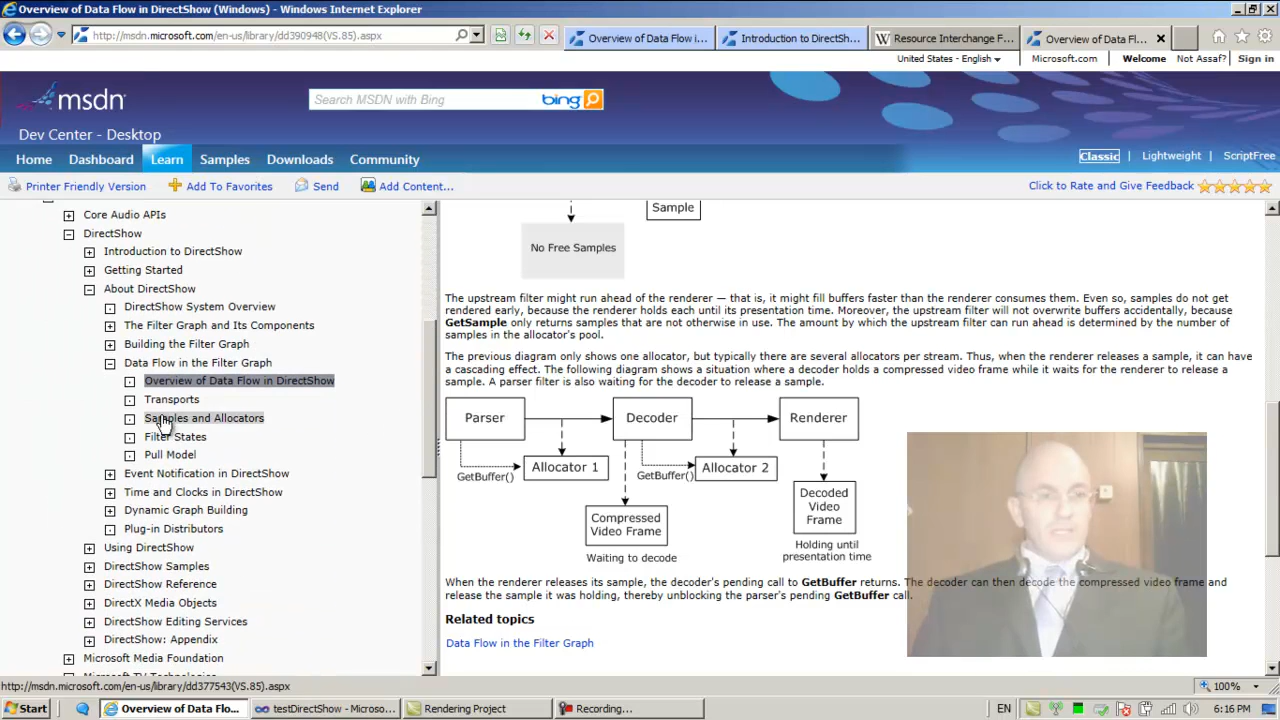 Overview of Data Flow in DirectShow (Windows) - Windows Internet Explorer
http://msdn.microsoft.com/en-us/library/dd390948(VS.85).aspx
Overview of Data Flow i...
Introduction to DirectSh...
Resource Interchange F...
Overview of Data Fl...
United States - English
Microsoft.com
Welcome
Not Assaf?
Sign in
msdn
Search MSDN with Bing
bing
Dev Center - Desktop
Home
Dashboard
Learn
Samples
Downloads
Community
Classic
| Lightweight
| ScriptFree
Printer Friendly Version
Add To Favorites
Send
Add Content...
Click to Rate and Give Feedback
Core Audio APIs
DirectShow
Introduction to DirectShow
Getting Started
About DirectShow
DirectShow System Overview
The Filter Graph and Its Components
Building the Filter Graph
Data Flow in the Filter Graph
Overview of Data Flow in DirectShow
Transports
Samples and Allocators
Filter States
Pull Model
Event Notification in DirectShow
Time and Clocks in DirectShow
Dynamic Graph Building
Plug-in Distributors
Using DirectShow
DirectShow Samples
DirectShow Reference
DirectX Media Objects
DirectShow Editing Services
DirectShow: Appendix
Microsoft Media Foundation
Microsoft TV Technologies
Sample
No Free Samples
The upstream filter might run ahead of the renderer — that is, it might fill buffers faster than the renderer consumes them. Even so, samples do not get
rendered early, because the renderer holds each until its presentation time. Moreover, the upstream filter will not overwrite buffers accidentally, because
GetSample only returns samples that are not otherwise in use. The amount by which the upstream filter can run ahead is determined by the number of
samples in the allocator's pool.
The previous diagram only shows one allocator, but typically there are several allocators per stream. Thus, when the renderer releases a sample, it can have
a cascading effect. The following diagram shows a situation where a decoder holds a compressed video frame while it waits for the renderer to release a
sample. A parser filter is also waiting for the decoder to release a sample.
Parser
Decoder
Renderer
Allocator 1
Allocator 2
GetBuffer()
GetBuffer()
Compressed
Video Frame
Waiting to decode
Decoded
Video
Frame
Holding until
presentation time
When the renderer releases its sample, the decoder's pending call to GetBuffer returns. The decoder can then decode the compressed video frame and
release the sample it was holding, thereby unblocking the parser's pending GetBuffer call.
Related topics
Data Flow in the Filter Graph
http://msdn.microsoft.com/en-us/library/dd377543(VS.85).aspx
100%
Start
Overview of Data Flo...
testDirectShow - Microso...
Rendering Project
Recording...
EN
6:16 PM